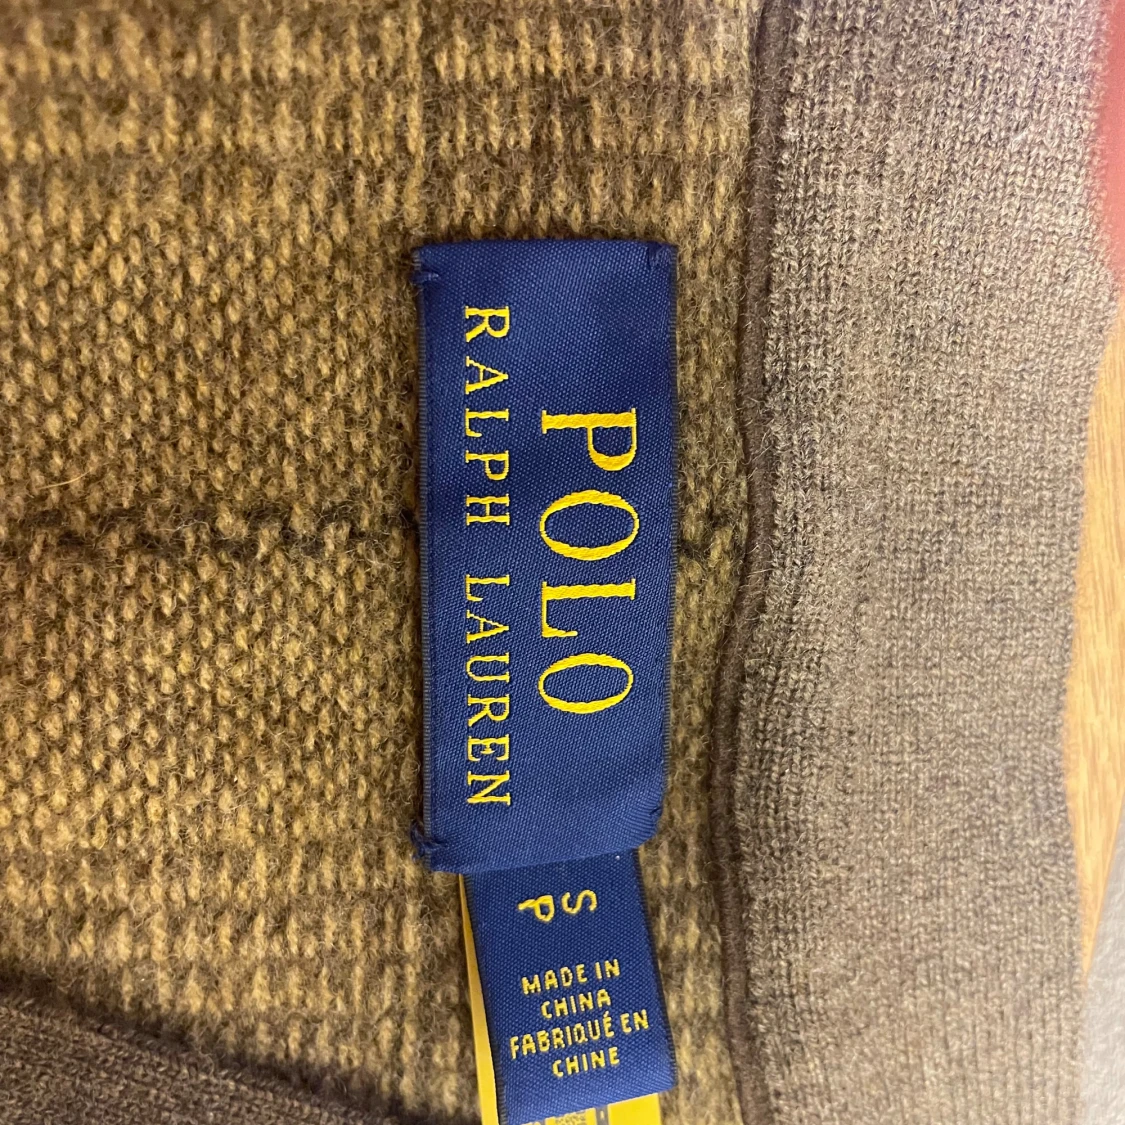 POLO
RALPH LAUREN
S
P
MADE IN
CHINA
FABRIQUÉ EN
CHINE